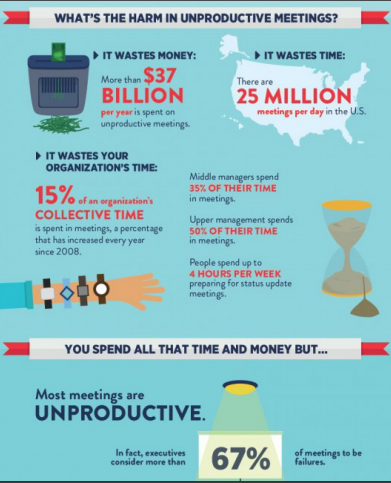 WHAT'S THE HARM IN UNPRODUCTIVE MEETINGS?
IT WASTES MONEY:
More than $37
BILLION
per year is spent on
unproductive meetings.
IT WASTES TIME:
There are
25 MILLION
meetings per day in the U.S.
IT WASTES YOUR
ORGANIZATION'S TIME:
15% of an organization's
COLLECTIVE TIME
is spent in meetings, a percentage
that has increased every year
since 2008.
Middle managers spend
35% OF THEIR TIME
in meetings.
Upper management spends
50% OF THEIR TIME
in meetings.
People spend up to
4 HOURS PER WEEK
preparing for status update
meetings.
YOU SPEND ALL THAT TIME AND MONEY BUT...
Most meetings are
UNPRODUCTIVE.
In fact, executives
consider more than
67%
of meetings to be
failures.